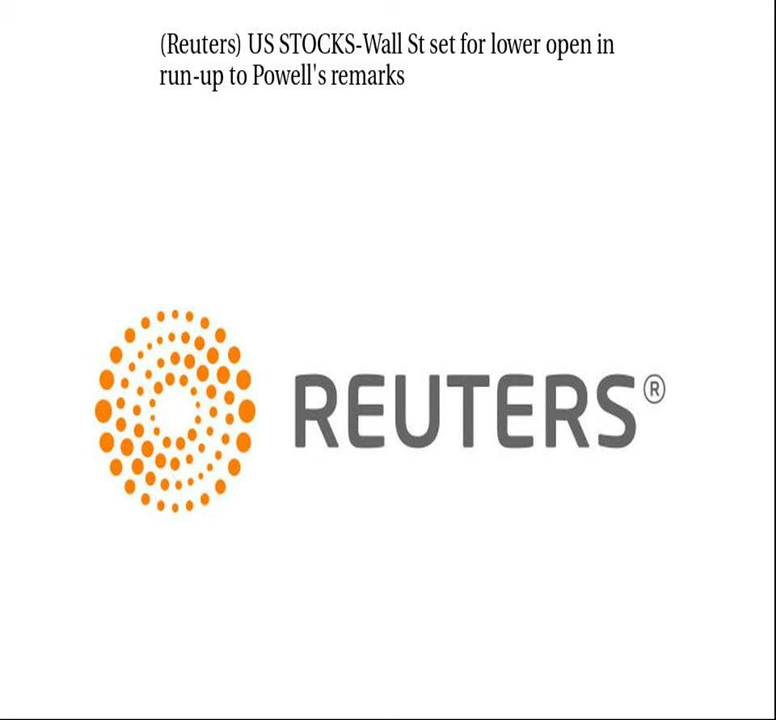 (Reuters) US STOCKS-Wall St set for lower open in
run-up to Powell's remarks
REUTERS®